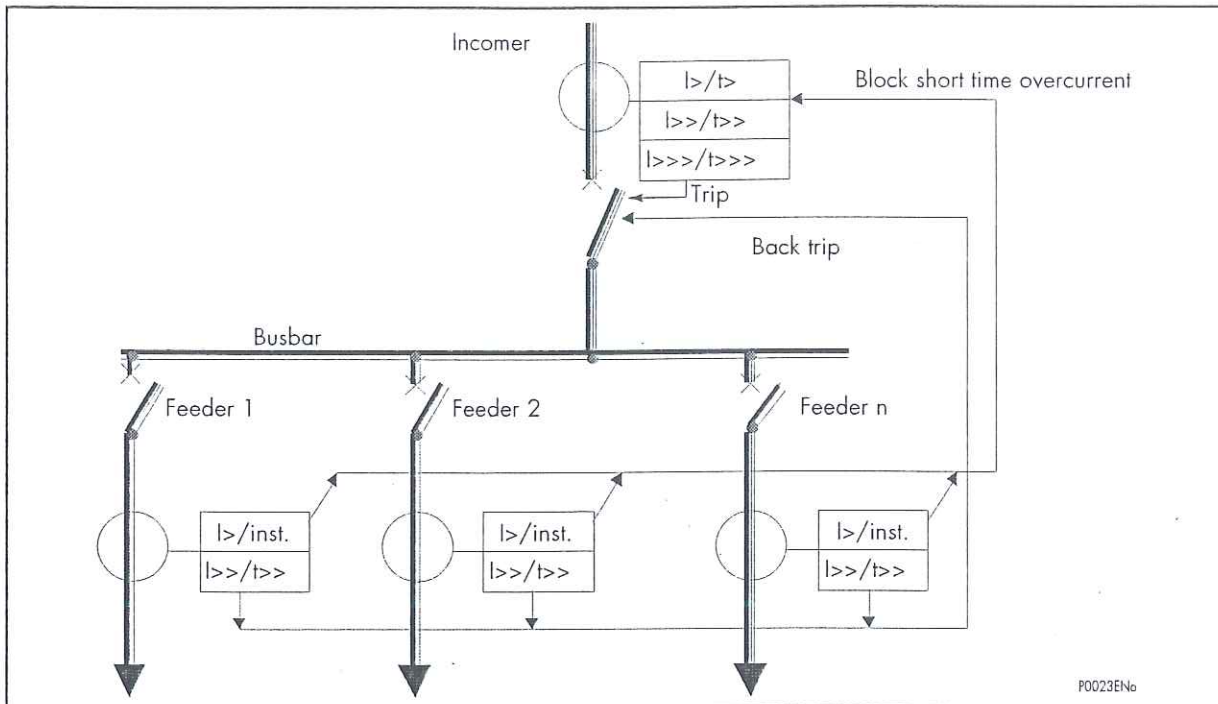 Incomer
I>/t>
Block short time overcurrent
I>>/t>>
I>>>/t>>>
Trip
Back trip
Busbar
Feeder 1
Feeder 2
Feeder n
I>/inst.
I>/inst.
I>/inst.
I>>/t>>
I>>/t>>
I>>/t>>
P0023ENa